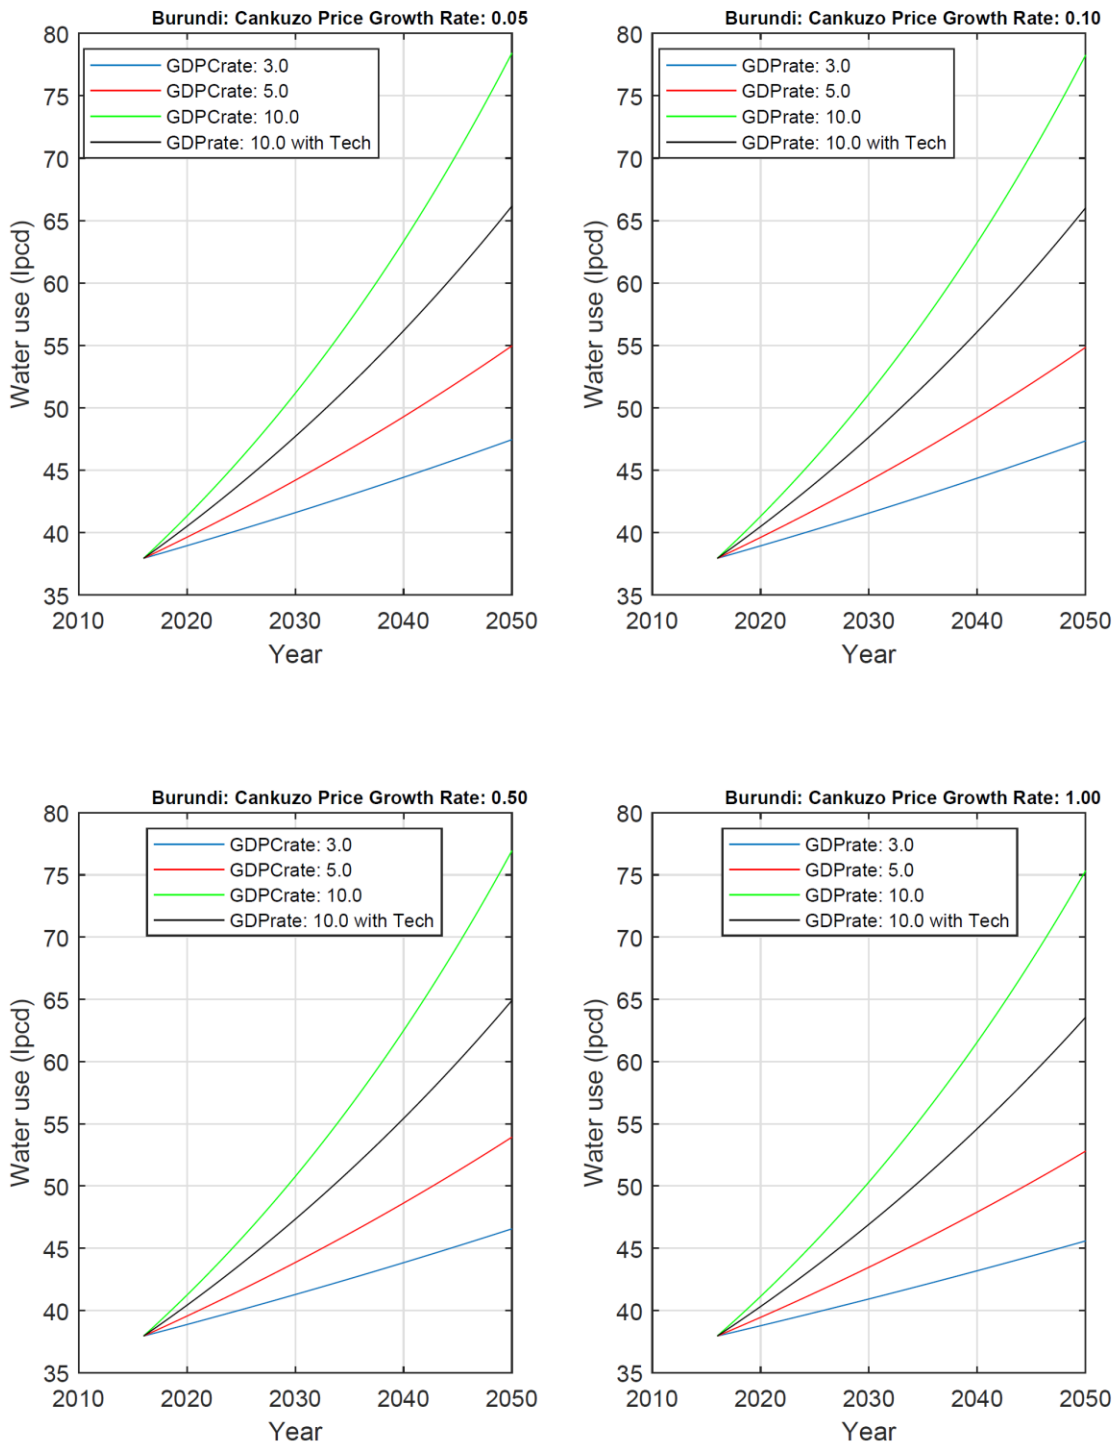 Burundi: Cankuzo Price Growth Rate: 0.05
80
75
70
65
60
55
50
45
40
35
2010 2020 2030 2040 2050
Year
Water use (lpcd)
GDPCrate: 3.0
GDPCrate: 5.0
GDPCrate: 10.0
GDPrate: 10.0 with Tech
Burundi: Cankuzo Price Growth Rate: 0.10
80
75
70
65
60
55
50
45
40
35
2010 2020 2030 2040 2050
Year
Water use (lpcd)
GDPrate: 3.0
GDPrate: 5.0
GDPrate: 10.0
GDPrate: 10.0 with Tech
Burundi: Cankuzo Price Growth Rate: 0.50
80
75
70
65
60
55
50
45
40
35
2010 2020 2030 2040 2050
Year
Water use (lpcd)
GDPCrate: 3.0
GDPCrate: 5.0
GDPCrate: 10.0
GDPrate: 10.0 with Tech
Burundi: Cankuzo Price Growth Rate: 1.00
80
75
70
65
60
55
50
45
40
35
2010 2020 2030 2040 2050
Year
Water use (lpcd)
GDPrate: 3.0
GDPrate: 5.0
GDPrate: 10.0
GDPrate: 10.0 with Tech